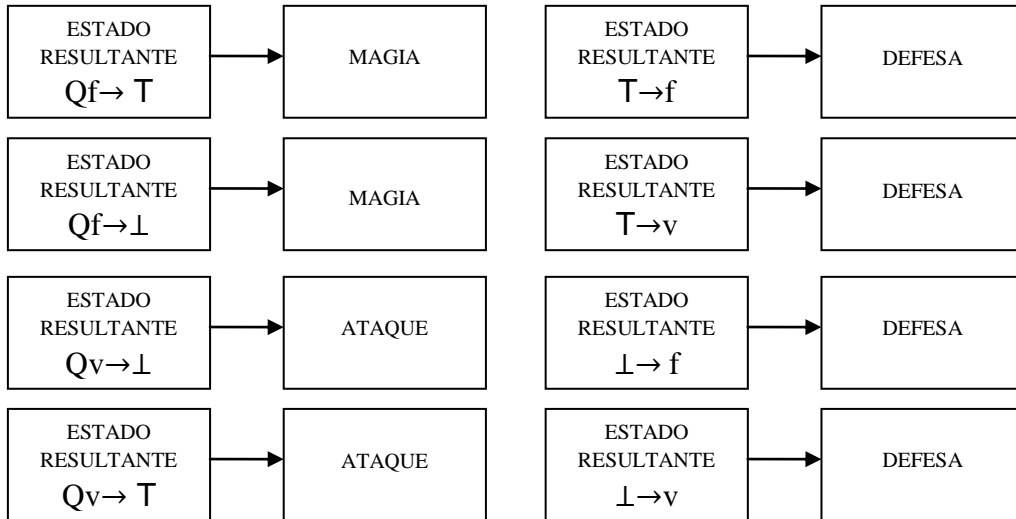 ESTADO
RESULTANTE
Qf→ T
MAGIA
ESTADO
RESULTANTE
T→f
DEFESA
ESTADO
RESULTANTE
Qf→⊥
MAGIA
ESTADO
RESULTANTE
T→v
DEFESA
ESTADO
RESULTANTE
Qv→⊥
ATAQUE
ESTADO
RESULTANTE
⊥→ f
DEFESA
ESTADO
RESULTANTE
Qv→ T
ATAQUE
ESTADO
RESULTANTE
⊥→v
DEFESA